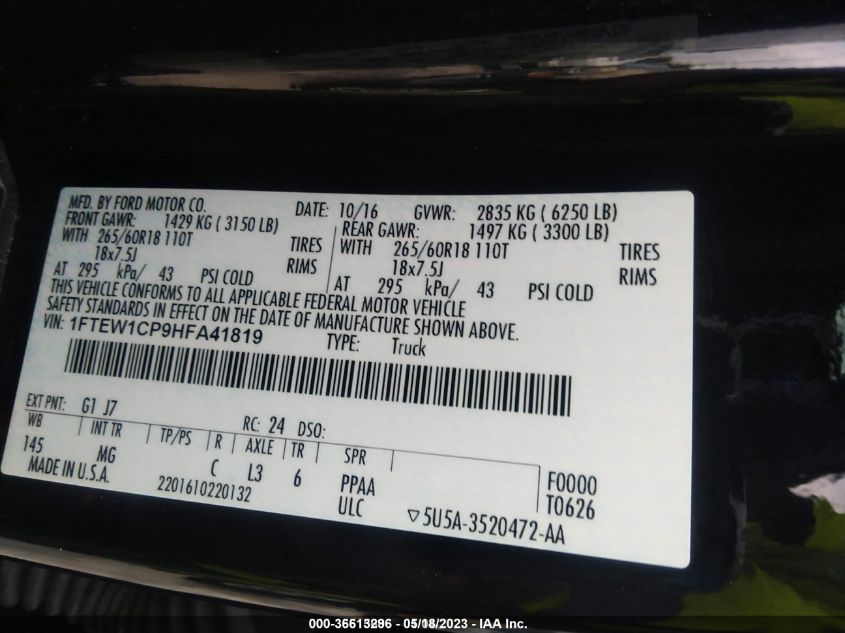 MFD. BY FORD MOTOR CO. DATE: 10/16 GVWR: 2835 KG ( 6250 LB)
FRONT GAWR: 1429 KG ( 3150 LB) REAR GAWR: 1497 KG ( 3300 LB)
WITH 265/60R18 110T TIRES WITH 265/60R18 110T TIRES
18x7.5J RIMS 18x7.5J RIMS
AT 295 kPa/ 43 PSI COLD AT 295 kPa/ 43 PSI COLD
THIS VEHICLE CONFORMS TO ALL APPLICABLE FEDERAL MOTOR VEHICLE
SAFETY STANDARDS IN EFFECT ON THE DATE OF MANUFACTURE SHOWN ABOVE.
VIN: 1FTEW1CP9HFA41819 TYPE: Truck
EXT PNT: G1 J7 RC: 24 DSO:
WB INT TR TP/PS R AXLE TR SPR
145 MG C L3 6 PPAA F0000
MADE IN U.S.A. 2201610220132 ULC T0626
▽5U5A-3520472-AA
000-36613296 - 05/18/2023 - IAA Inc.